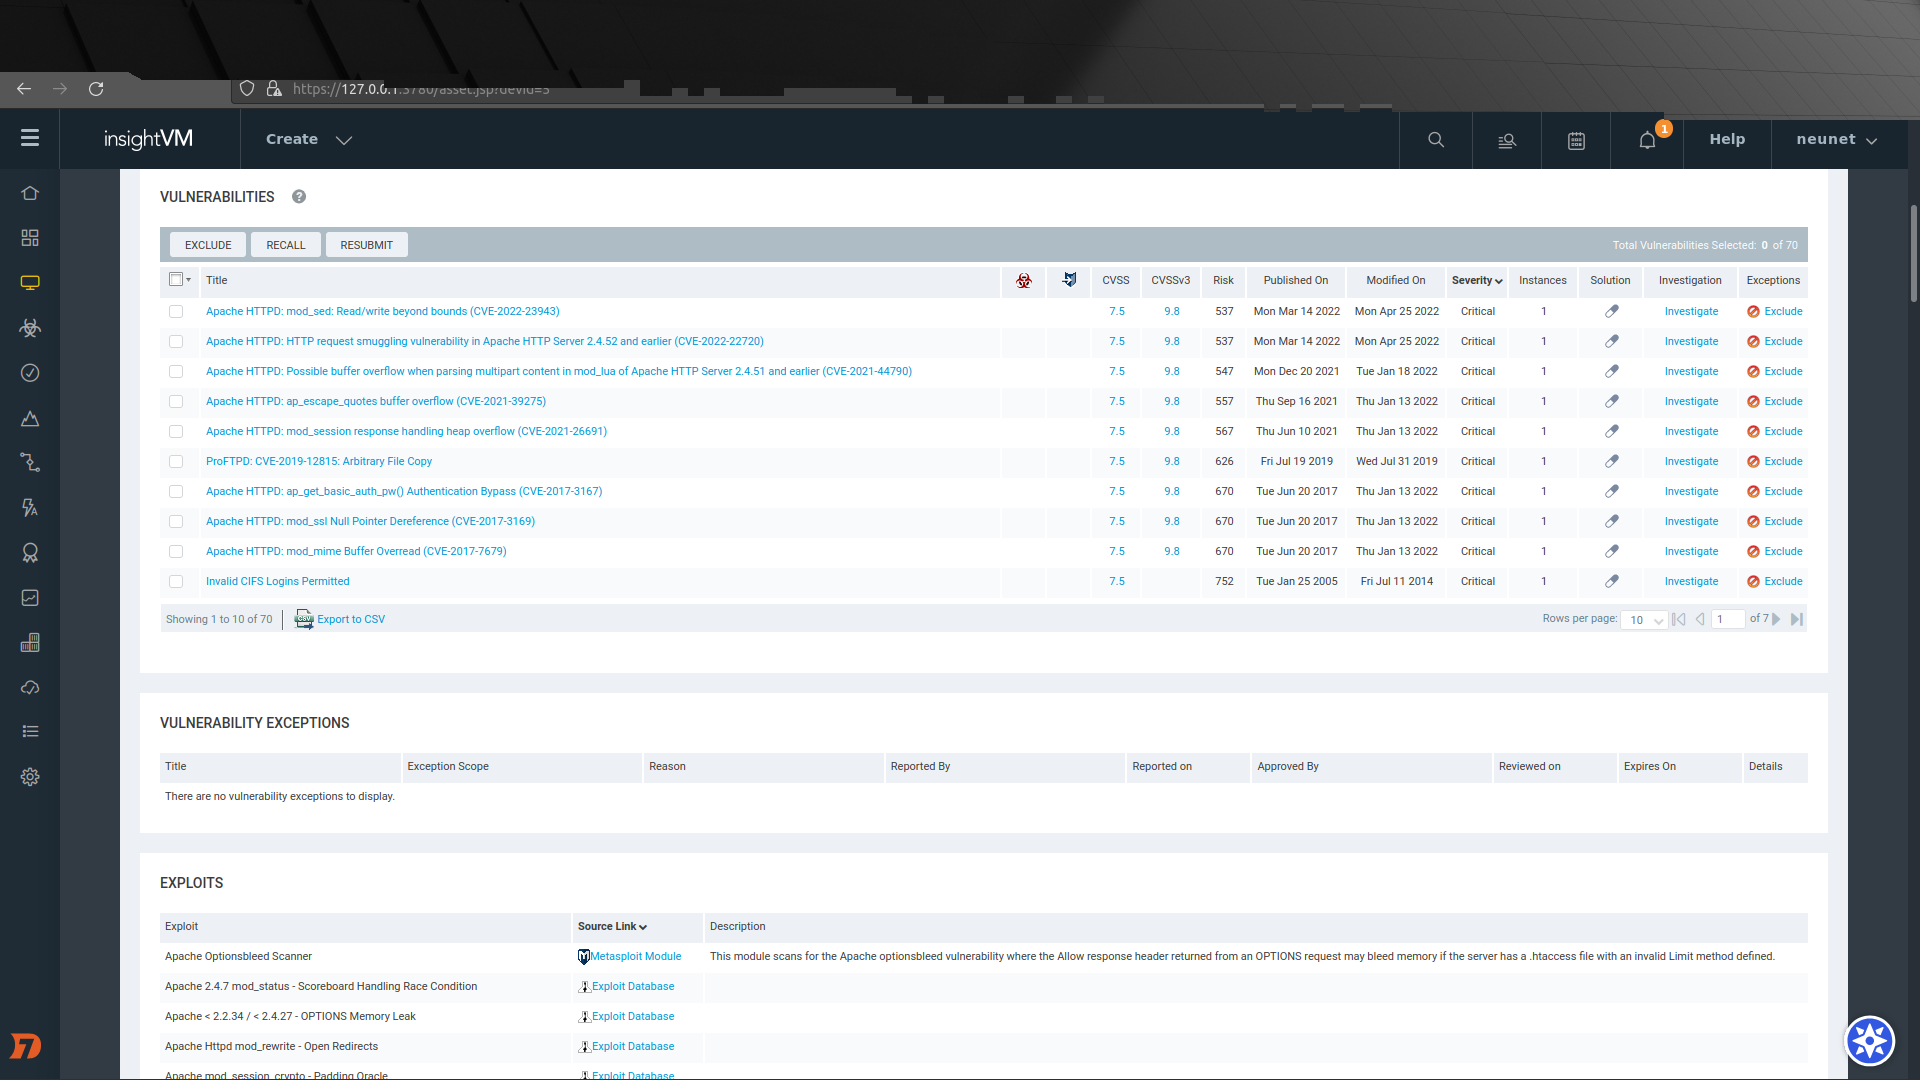 https://127.0.0.1:3780/asset.jsp?devid=3
insightVM Create 1 Help neunet
VULNERABILITIES ?
EXCLUDE RECALL RESUBMIT Total Vulnerabilities Selected: 0 of 70
Title CVSS CVSSv3 Risk Published On Modified On Severity Instances Solution Investigation Exceptions
Apache HTTPD: mod_sed: Read/write beyond bounds (CVE-2022-23943) 7.5 9.8 537 Mon Mar 14 2022 Mon Apr 25 2022 Critical 1 Investigate Exclude
Apache HTTPD: HTTP request smuggling vulnerability in Apache HTTP Server 2.4.52 and earlier (CVE-2022-22720) 7.5 9.8 537 Mon Mar 14 2022 Mon Apr 25 2022 Critical 1 Investigate Exclude
Apache HTTPD: Possible buffer overflow when parsing multipart content in mod_lua of Apache HTTP Server 2.4.51 and earlier (CVE-2021-44790) 7.5 9.8 547 Mon Dec 20 2021 Tue Jan 18 2022 Critical 1 Investigate Exclude
Apache HTTPD: ap_escape_quotes buffer overflow (CVE-2021-39275) 7.5 9.8 557 Thu Sep 16 2021 Thu Jan 13 2022 Critical 1 Investigate Exclude
Apache HTTPD: mod_session response handling heap overflow (CVE-2021-26691) 7.5 9.8 567 Thu Jun 10 2021 Thu Jan 13 2022 Critical 1 Investigate Exclude
ProFTPD: CVE-2019-12815: Arbitrary File Copy 7.5 9.8 626 Fri Jul 19 2019 Wed Jul 31 2019 Critical 1 Investigate Exclude
Apache HTTPD: ap_get_basic_auth_pw() Authentication Bypass (CVE-2017-3167) 7.5 9.8 670 Tue Jun 20 2017 Thu Jan 13 2022 Critical 1 Investigate Exclude
Apache HTTPD: mod_ssl Null Pointer Dereference (CVE-2017-3169) 7.5 9.8 670 Tue Jun 20 2017 Thu Jan 13 2022 Critical 1 Investigate Exclude
Apache HTTPD: mod_mime Buffer Overread (CVE-2017-7679) 7.5 9.8 670 Tue Jun 20 2017 Thu Jan 13 2022 Critical 1 Investigate Exclude
Invalid CIFS Logins Permitted 7.5 752 Tue Jan 25 2005 Fri Jul 11 2014 Critical 1 Investigate Exclude
Showing 1 to 10 of 70 Export to CSV Rows per page: 10 1 of 7
VULNERABILITY EXCEPTIONS
Title Exception Scope Reason Reported By Reported on Approved By Reviewed on Expires On Details
There are no vulnerability exceptions to display.
EXPLOITS
Exploit Source Link Description
Apache Optionsbleed Scanner Metasploit Module This module scans for the Apache optionsbleed vulnerability where the Allow response header returned from an OPTIONS request may bleed memory if the server has a .htaccess file with an invalid Limit method defined.
Apache 2.4.7 mod_status - Scoreboard Handling Race Condition Exploit Database
Apache < 2.2.34 / < 2.4.27 - OPTIONS Memory Leak Exploit Database
Apache Httpd mod_rewrite - Open Redirects Exploit Database
Apache mod_session_crypto - Padding Oracle Exploit Database